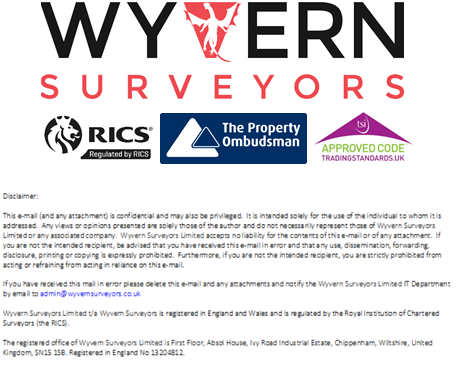 WYVERN
SURVEYORS
RICS®
Regulated by RICS
The Property
Ombudsman
tsi
APPROVED CODE
TRADINGSTANDARDS.UK
Disclaimer:
This e-mail (and any attachment) is confidential and may also be privileged. It is intended solely for the use of the individual to whom it is
addressed. Any views or opinions presented are solely those of the author and do not necessarily represent those of Wyvern Surveyors
Limited or any associated company. Wyvern Surveyors Limited accepts no liability for the contents of this e-mail or of any attachment. If
you are not the intended recipient, be advised that you have received this e-mail in error and that any use, dissemination, forwarding,
disclosure, printing or copying is expressly prohibited. Furthermore, if you are not the intended recipient, you are strictly prohibited from
acting or refraining from acting in reliance on this e-mail.
If you have received this mail in error please delete this e-mail and any attachments and notify the Wyvern Surveyors Limited IT Department
by email to admin@wyvernsurveyors.co.uk
Wyvern Surveyors Limited t/a Wyvern Surveyors is registered in England and Wales and is regulated by the Royal Institution of Chartered
Surveyors (the RICS).
The registered office of Wyvern Surveyors Limited is First Floor, Absol House, Ivy Road Industrial Estate, Chippenham, Wiltshire, United
Kingdom, SN15 1SB. Registered in England No 13204812.